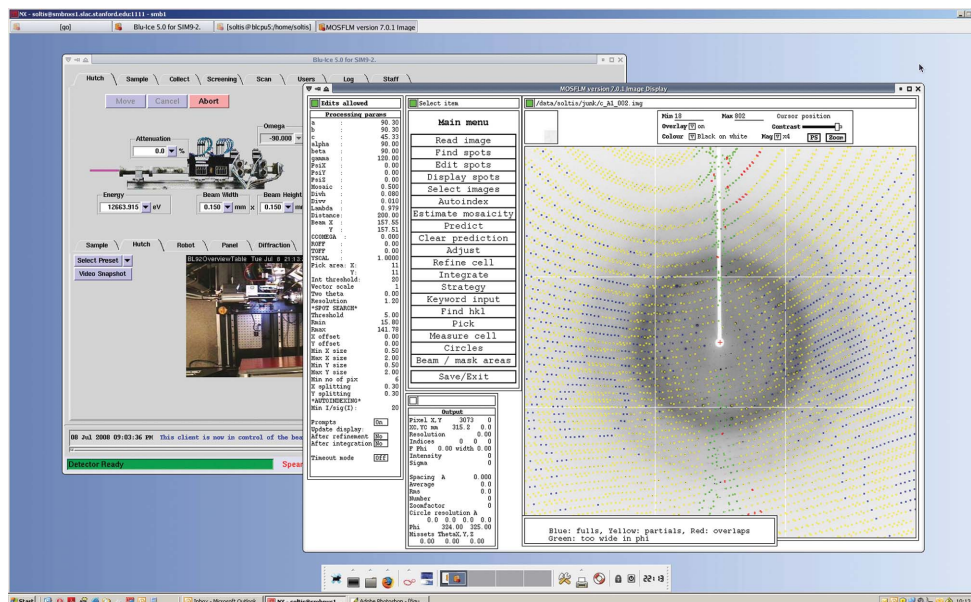 NX - soltis@smbnxs1.slac.stanford.edu:1111 - smb1
[go]
Blu-Ice 5.0 for SIM9-2.
[soltis@blcpu5:/home/soltis]
MOSFLM version 7.0.1 Image
Blu-Ice 5.0 for SIM9-2.
Hutch Sample Collect Screening Scan Users Log Staff
Move Cancel Abort
Attenuation
0.0 %
Omega
-90.000
Energy
12663.915 eV
Beam Width
0.150 mm x
Beam Height
0.150 mm
Sample Hutch Robot Panel Diffraction
Select Preset
Video Snapshot
BL92OverviewTable Tue Jul 8 21:13:
08 Jul 2008 09:03:36 PM This client is now in control of the bea
Detector Ready
Spear
MOSFLM version 7.0.1 Image Display
Edits allowed
Processing params
a : 90.30
b : 90.30
c : 45.33
alpha : 90.00
beta : 90.00
gamma : 120.00
PsiX : 0.00
PsiY : 0.00
PsiZ : 0.00
Mosaic : 0.500
Divh : 0.080
Divv : 0.010
Lambda : 0.979
Distance: 200.00
Beam X : 157.55
Y : 157.51
CCOMEGA : 0.000
ROFF : 0.00
TOFF : 0.00
YSCAL : 1.0000
Pick area: X: 11
Y: 11
Int threshold: 20
Vector scale 1
Two theta 0.00
Resolution 1.20
*SPOT SEARCH*
Threshold 5.00
Rmin 15.00
Rmax 141.78
X offset 0.00
Y offset 0.00
Min X size 0.50
Max X size 2.00
Min Y size 0.50
Max Y size 2.00
Min no of pix 6
X splitting 0.30
Y splitting 0.30
*AUTOINDEXING*
Min I/sig(I): 20
Prompts On
Update display:
After refinement No
After integration No
Timeout mode Off
Select item
Main menu
Read image
Find spots
Edit spots
Display spots
Select images
Autoindex
Estimate mosaicity
Predict
Clear prediction
Adjust
Refine cell
Integrate
Strategy
Keyword input
Find hkl
Pick
Measure cell
Circles
Beam / mask areas
Save/Exit
Output
Pixel X,Y 3073 0
XC,YC mm 315.2 0.0
Resolution 0.00
Indices 0 0 0
F Phi 0.00 width 0.00
Intensity 0
Sigma 0
Spacing A 0.000
Average 0.0
Rms 0.0
Number 0
Zoomfactor 0
Circle resolution A
0.0 0.0 0.0 0.0
Phi 324.00 325.00
Missets ThetaX,Y,Z
0.00 0.00 0.00
/data/soltis/junk/c_A1_002.img
Min 18 Max 802 Cursor position
Overlay on Contrast
Colour Black on white Mag x4 PS Zoom
Blue: fulls, Yellow: partials, Red: overlaps
Green: too wide in phi
22:13
Start
Inbox - Microsoft Outlook
NX - soltis@smbnxs1